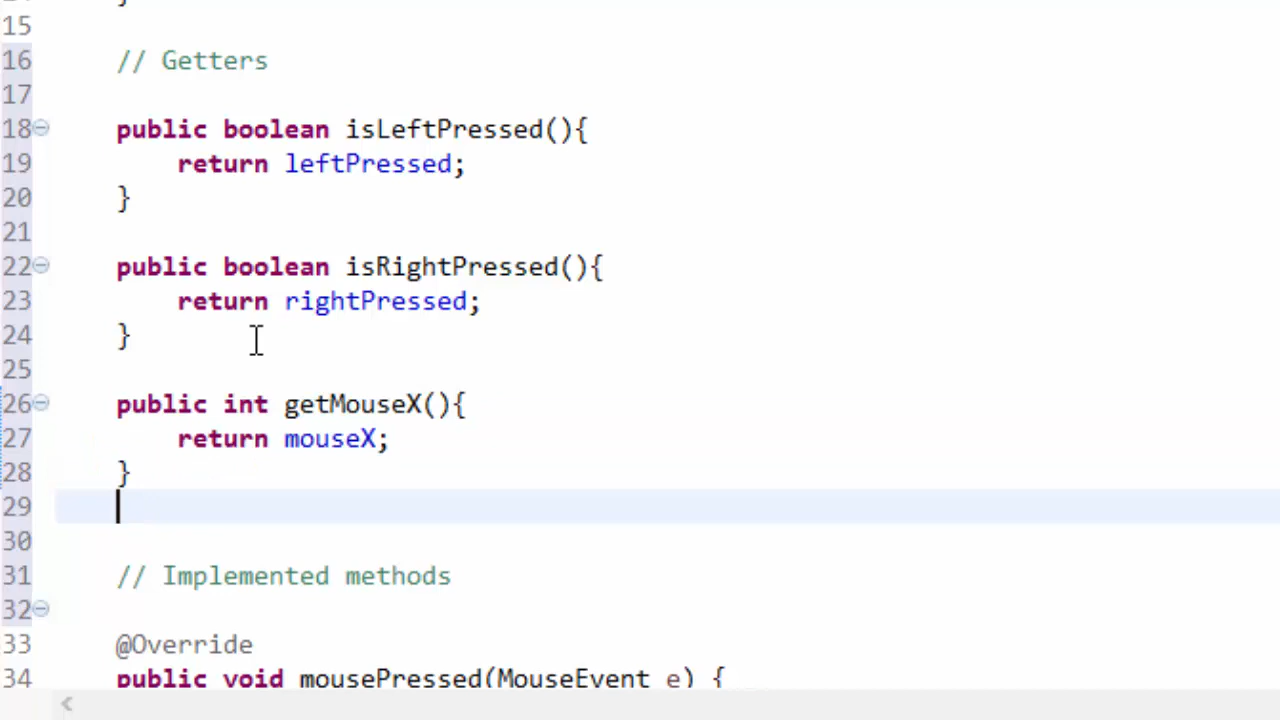 15
16 // Getters
17
18 public boolean isLeftPressed(){
19 return leftPressed;
20 }
21
22 public boolean isRightPressed(){
23 return rightPressed;
24 }
25
26 public int getMouseX(){
27 return mouseX;
28 }
29
30
31 // Implemented methods
32
33 @Override
34 public void mousePressed(MouseEvent e) {